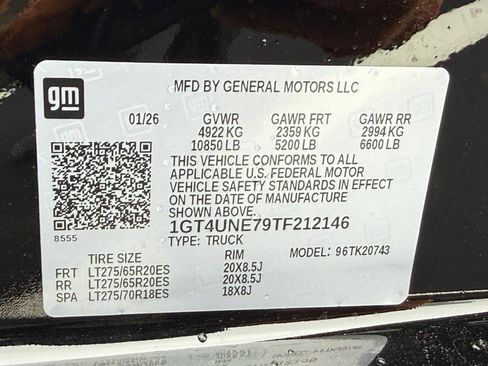 gm
MFD BY GENERAL MOTORS LLC
01/26 GVWR GAWR FRT GAWR RR
4922 KG 2359 KG 2994 KG
10850 LB 5200 LB 6600 LB
THIS VEHICLE CONFORMS TO ALL
APPLICABLE U.S. FEDERAL MOTOR
VEHICLE SAFETY STANDARDS IN EFFECT
ON THE DATE OF MANUFACTURE
SHOWN ABOVE.
8555
1GT4UNE79TF212146
TYPE: TRUCK MODEL: 96TK20743
TIRE SIZE RIM
FRT LT275/65R20ES 20X8.5J
RR LT275/65R20ES 20X8.5J
SPA LT275/70R18ES 18X8J